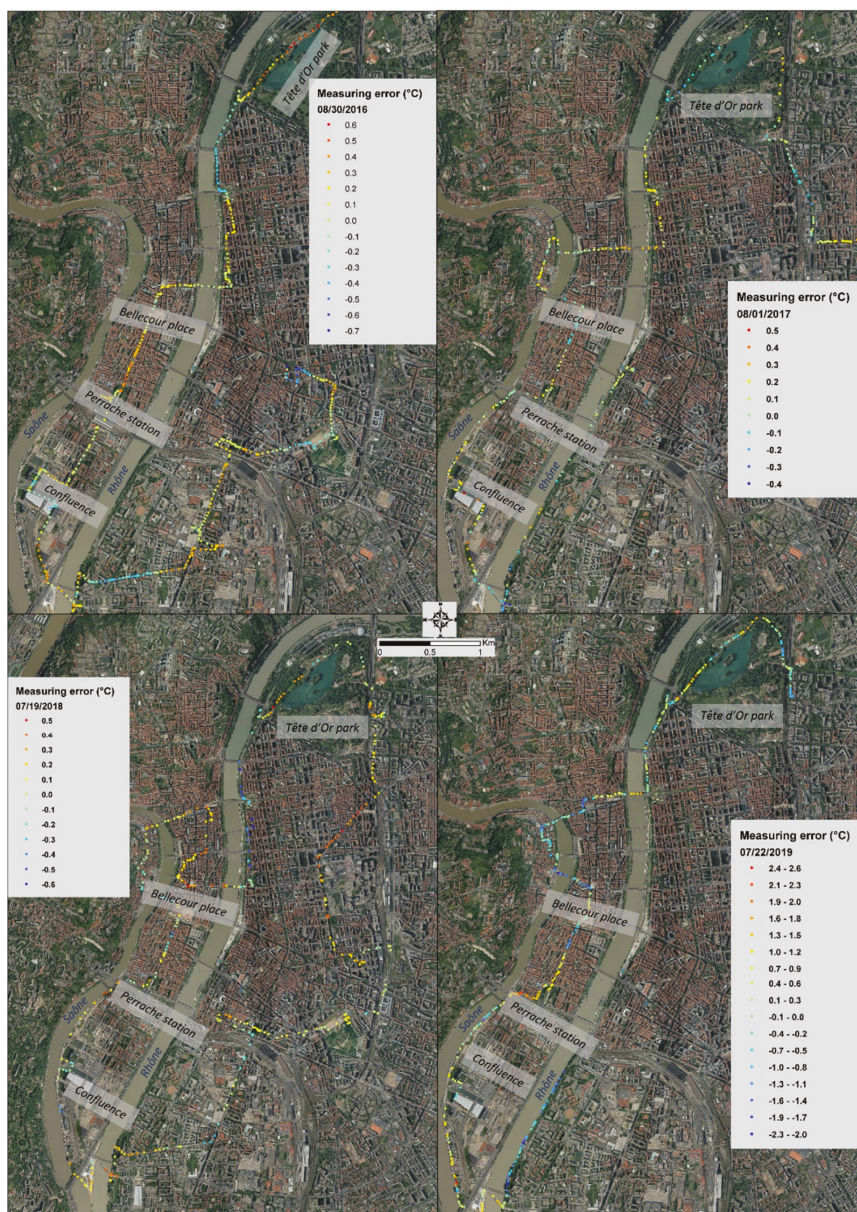 Tête d'Or park
Measuring error (°C)
08/30/2016
0.6
0.5
0.4
0.3
0.2
0.1
0.0
-0.1
-0.2
-0.3
-0.4
-0.5
-0.6
-0.7
Bellecour place
Perrache station
Saône
Rhône
Confluence
Tête d'Or park
Measuring error (°C)
08/01/2017
0.5
0.4
0.3
0.2
0.1
0.0
-0.1
-0.2
-0.3
-0.4
Bellecour place
Perrache station
Saône
Rhône
Confluence
N
W
E
S
Km
0
0.5
1
Measuring error (°C)
07/19/2018
0.5
0.4
0.3
0.2
0.1
0.0
-0.1
-0.2
-0.3
-0.4
-0.5
-0.6
Tête d'Or park
Bellecour place
Perrache station
Saône
Rhône
Confluence
Tête d'Or park
Measuring error (°C)
07/22/2019
2.4 - 2.6
2.1 - 2.3
1.9 - 2.0
1.6 - 1.8
1.3 - 1.5
1.0 - 1.2
0.7 - 0.9
0.4 - 0.6
0.1 - 0.3
-0.1 - 0.0
-0.4 - -0.2
-0.7 - -0.5
-1.0 - -0.8
-1.3 - -1.1
-1.6 - -1.4
-1.9 - -1.7
-2.3 - -2.0
Bellecour place
Perrache station
Saône
Rhône
Confluence